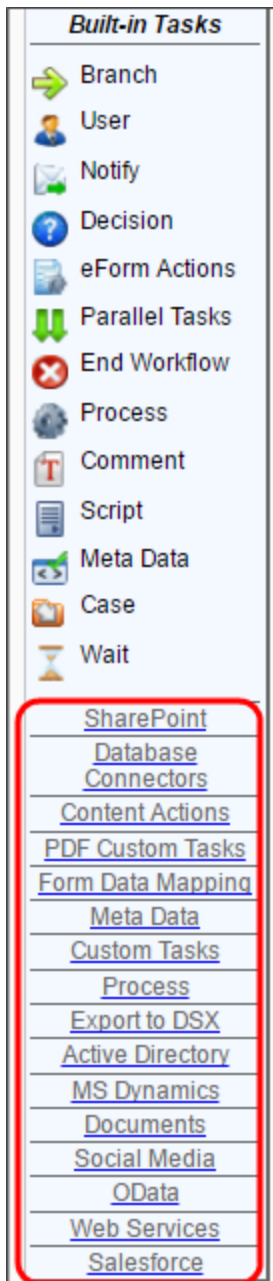 Built-in Tasks
Branch
User
Notify
Decision
eForm Actions
Parallel Tasks
End Workflow
Process
Comment
Script
Meta Data
Case
Wait
SharePoint
Database
Connectors
Content Actions
PDF Custom Tasks
Form Data Mapping
Meta Data
Custom Tasks
Process
Export to DSX
Active Directory
MS Dynamics
Documents
Social Media
OData
Web Services
Salesforce